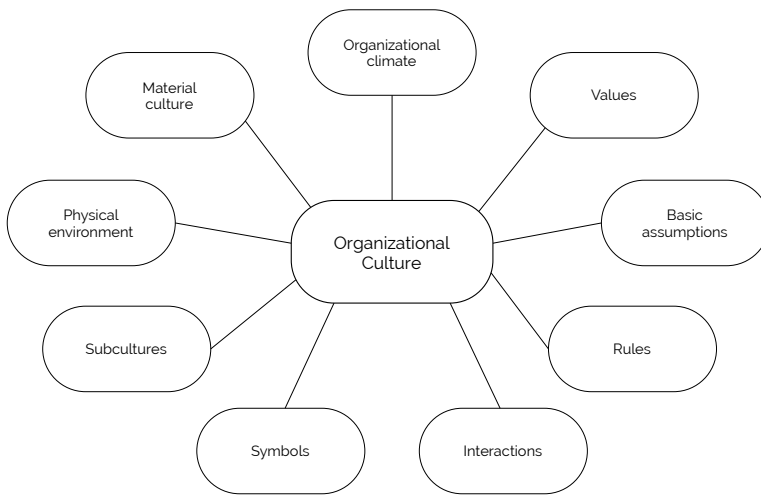 Organizational
climate
Material
culture
Values
Physical
environment
Organizational
Culture
Basic
assumptions
Subcultures
Rules
Symbols
Interactions